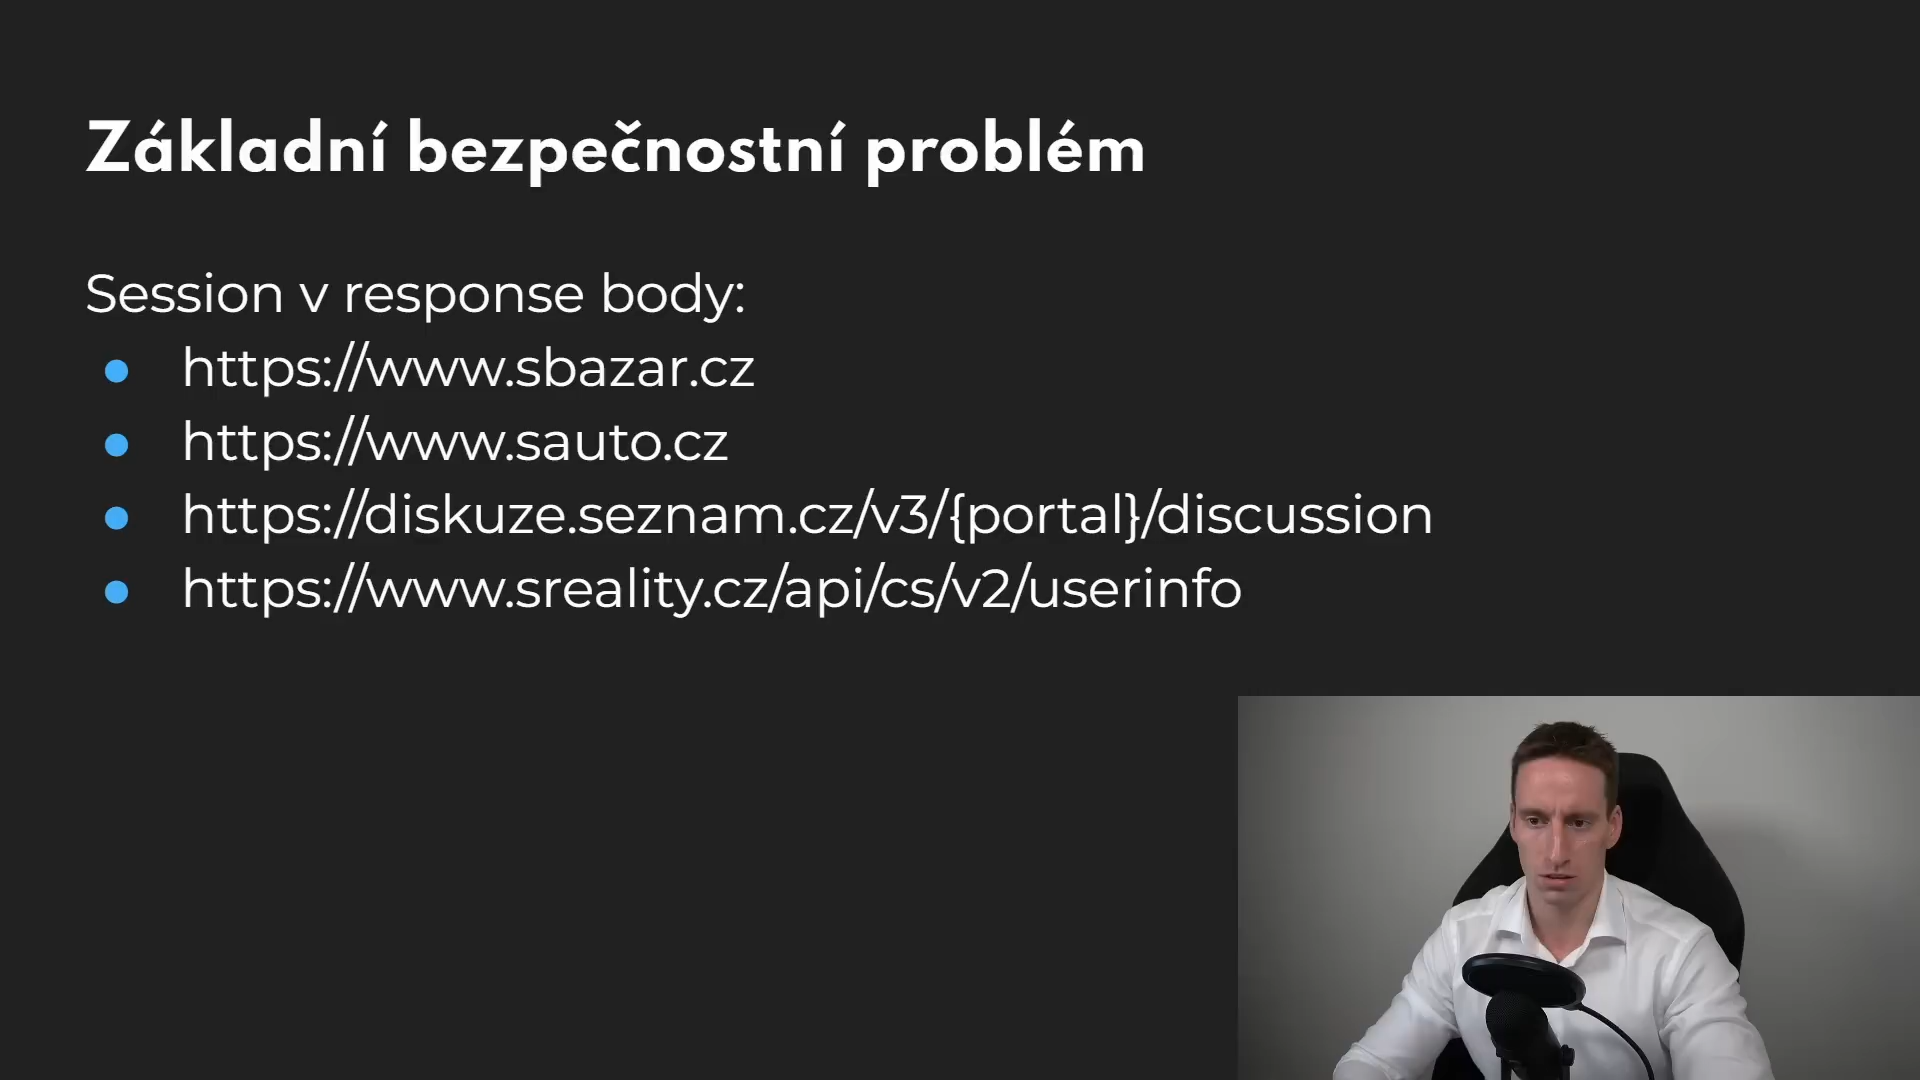 Základní bezpečnostní problém
Session v response body:
https://www.sbazar.cz
https://www.sauto.cz
https://diskuze.seznam.cz/v3/{portal}/discussion
https://www.sreality.cz/api/cs/v2/userinfo